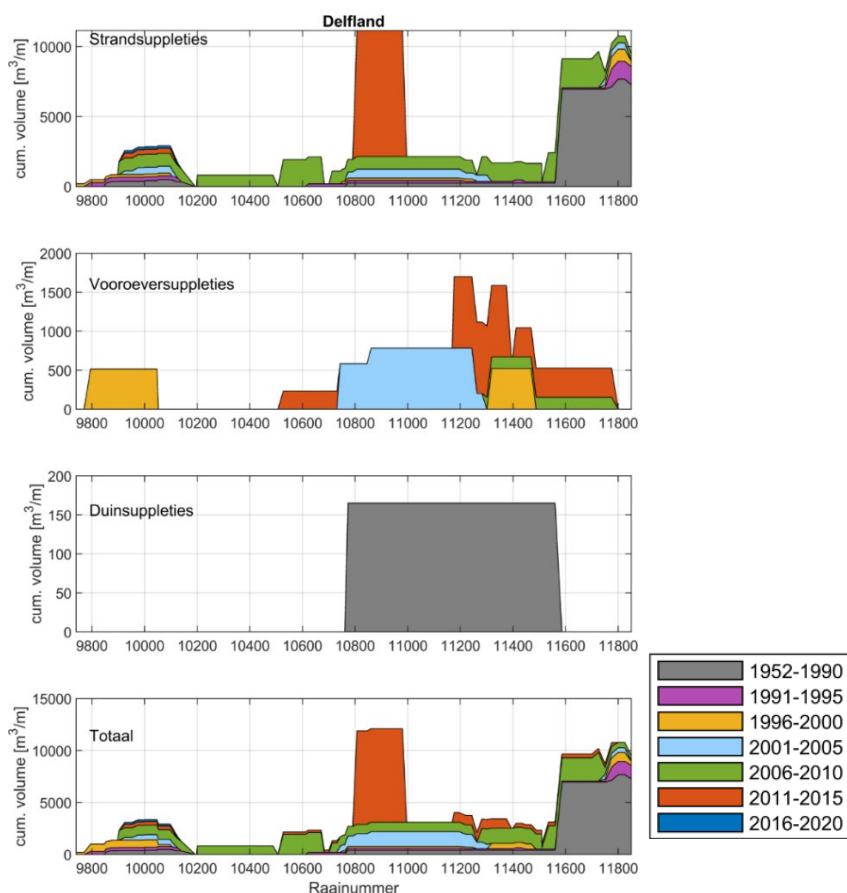 Delfland
Strandsuppleties
cum. volume [m³/m]
10000
5000
0
9800 10000 10200 10400 10600 10800 11000 11200 11400 11600 11800
Vooroeversuppleties
cum. volume [m³/m]
2000
1500
1000
500
0
9800 10000 10200 10400 10600 10800 11000 11200 11400 11600 11800
Duinsuppleties
cum. volume [m³/m]
200
150
100
50
0
9800 10000 10200 10400 10600 10800 11000 11200 11400 11600 11800
Totaal
cum. volume [m³/m]
15000
10000
5000
0
9800 10000 10200 10400 10600 10800 11000 11200 11400 11600 11800
Raainummer
1952-1990
1991-1995
1996-2000
2001-2005
2006-2010
2011-2015
2016-2020